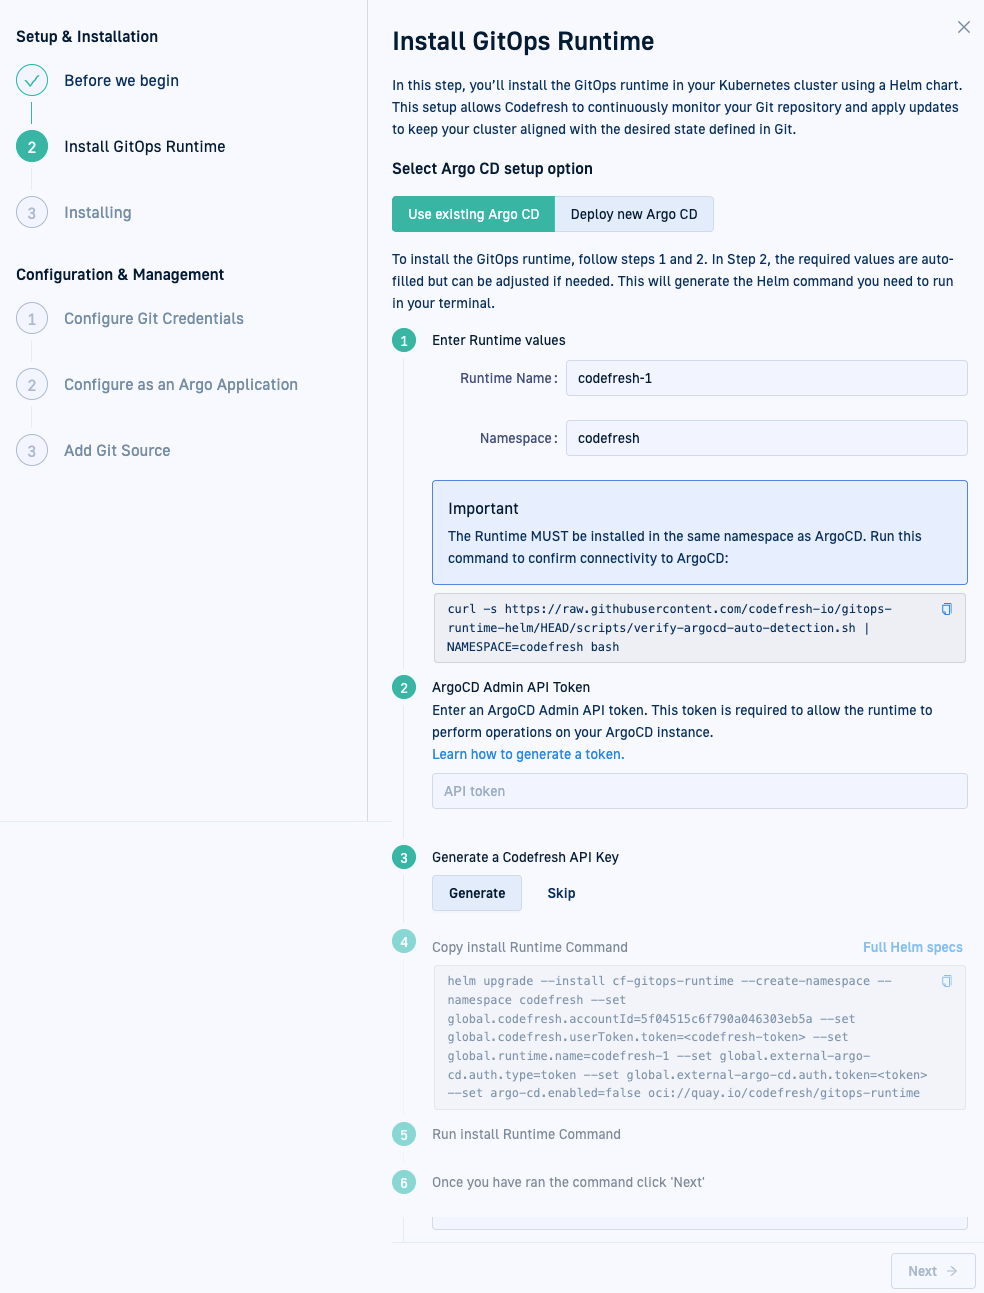 Setup & Installation
Before we begin
2
Install GitOps Runtime
3
Installing
Configuration & Management
1
Configure Git Credentials
2
Configure as an Argo Application
3
Add Git Source
Install GitOps Runtime
In this step, you’ll install the GitOps runtime in your Kubernetes cluster using a Helm chart.
This setup allows Codefresh to continuously monitor your Git repository and apply updates
to keep your cluster aligned with the desired state defined in Git.
Select Argo CD setup option
Use existing Argo CD
Deploy new Argo CD
To install the GitOps runtime, follow steps 1 and 2. In Step 2, the required values are auto-
filled but can be adjusted if needed. This will generate the Helm command you need to run
in your terminal.
1
Enter Runtime values
Runtime Name :
codefresh-1
Namespace :
codefresh
Important
The Runtime MUST be installed in the same namespace as ArgoCD. Run this
command to confirm connectivity to ArgoCD:
curl -s https://raw.githubusercontent.com/codefresh-io/gitops-
runtime-helm/HEAD/scripts/verify-argocd-auto-detection.sh |
NAMESPACE=codefresh bash
2
ArgoCD Admin API Token
Enter an ArgoCD Admin API token. This token is required to allow the runtime to
perform operations on your ArgoCD instance.
Learn how to generate a token.
API token
3
Generate a Codefresh API Key
Generate
Skip
4
Copy install Runtime Command
Full Helm specs
helm upgrade --install cf-gitops-runtime --create-namespace --
namespace codefresh --set
global.codefresh.accountId=5f04515c6f790a046303eb5a --set
global.codefresh.userToken.token=<codefresh-token> --set
global.runtime.name=codefresh-1 --set global.external-argo-
cd.auth.type=token --set global.external-argo-cd.auth.token=<token>
--set argo-cd.enabled=false oci://quay.io/codefresh/gitops-runtime
5
Run install Runtime Command
6
Once you have ran the command click 'Next'
Next